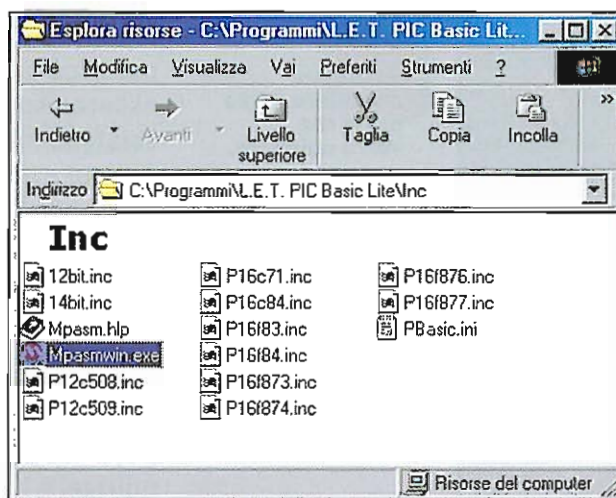 Esplora risorse - C:\Programmi\L.E.T. PIC Basic Lit...
File Modifica Visualizza Vai Preferiti Strumenti ?
Indietro Avanti Livello superiore Taglia Copia Incolla »
Indirizzo C:\Programmi\L.E.T. PIC Basic Lite\Inc
Inc
12bit.inc
14bit.inc
Mpasm.hlp
Mpasmwin.exe
P12c508.inc
P12c509.inc
P16c71.inc
P16c84.inc
P16f83.inc
P16f84.inc
P16f873.inc
P16f874.inc
P16f876.inc
P16f877.inc
PBasic.ini
Risorse del computer